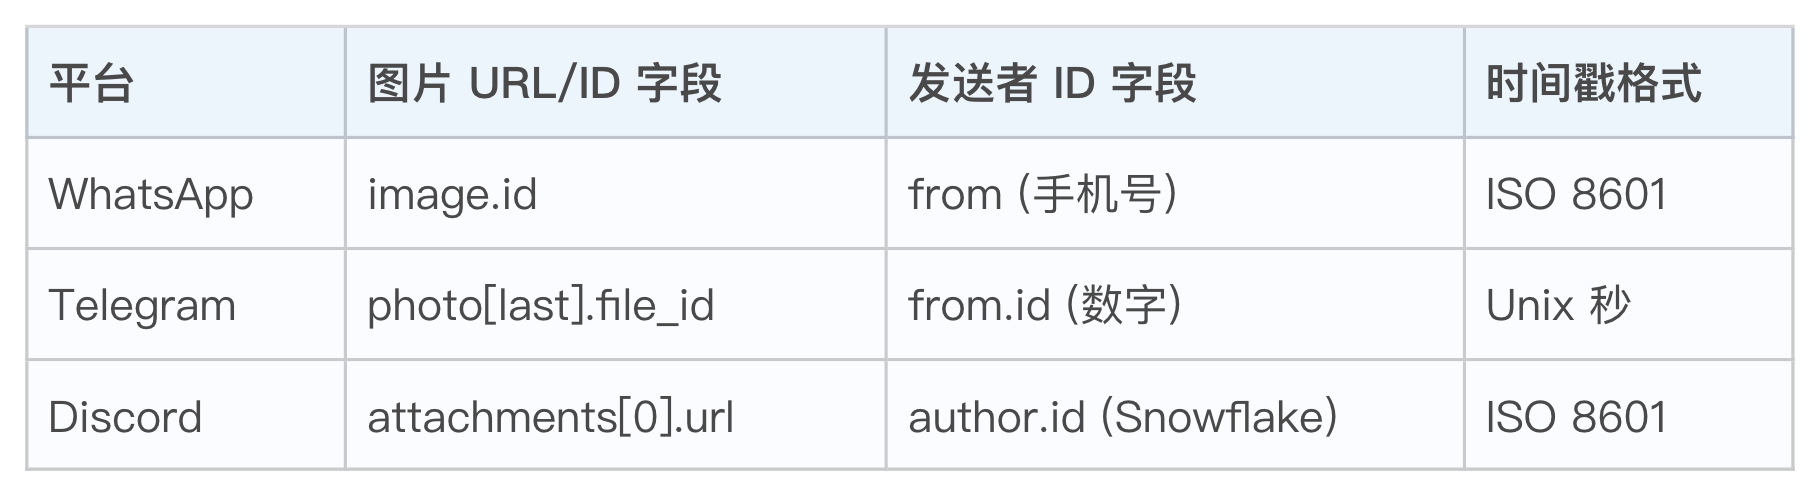 平台 图片 URL/ID 字段 发送者 ID 字段 时间戳格式
WhatsApp image.id from (手机号) ISO 8601
Telegram photo[last].file_id from.id (数字) Unix 秒
Discord attachments[0].url author.id (Snowflake) ISO 8601